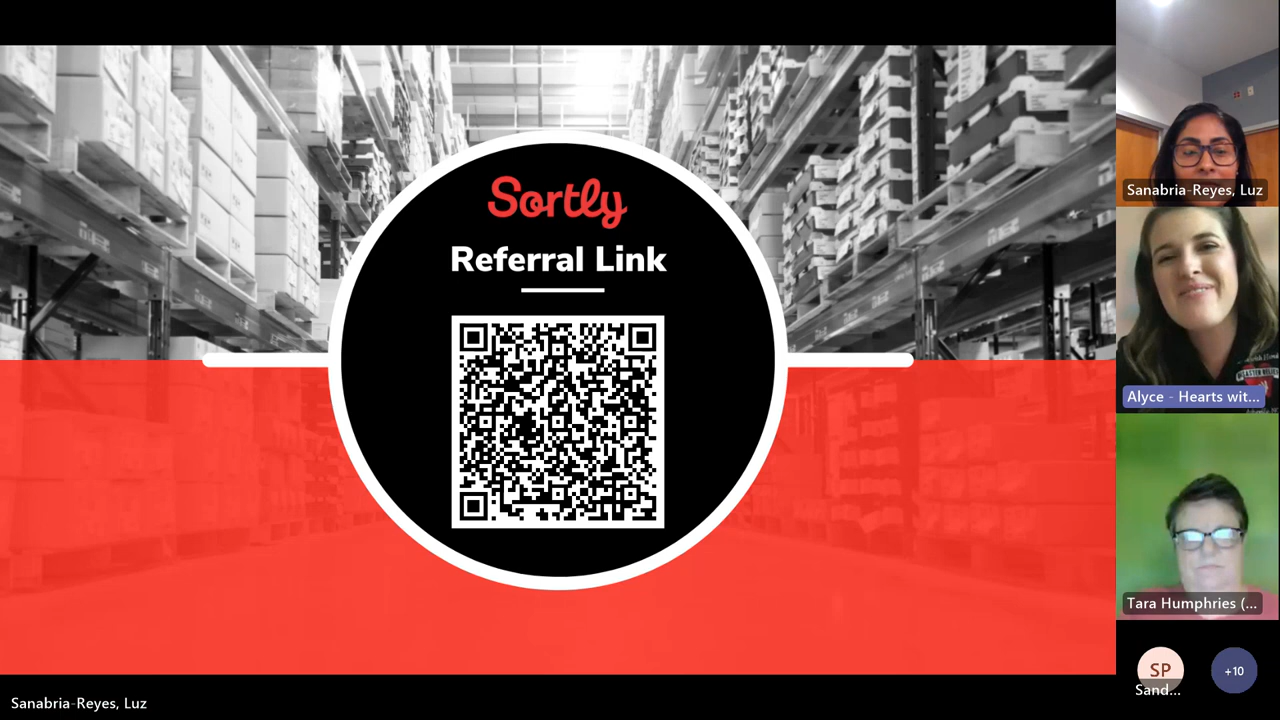 Sortly
Referral Link
Sanabria-Reyes, Luz
Alyce - Hearts wit...
Tara Humphries (...
SP
Sand...
+10
Sanabria-Reyes, Luz